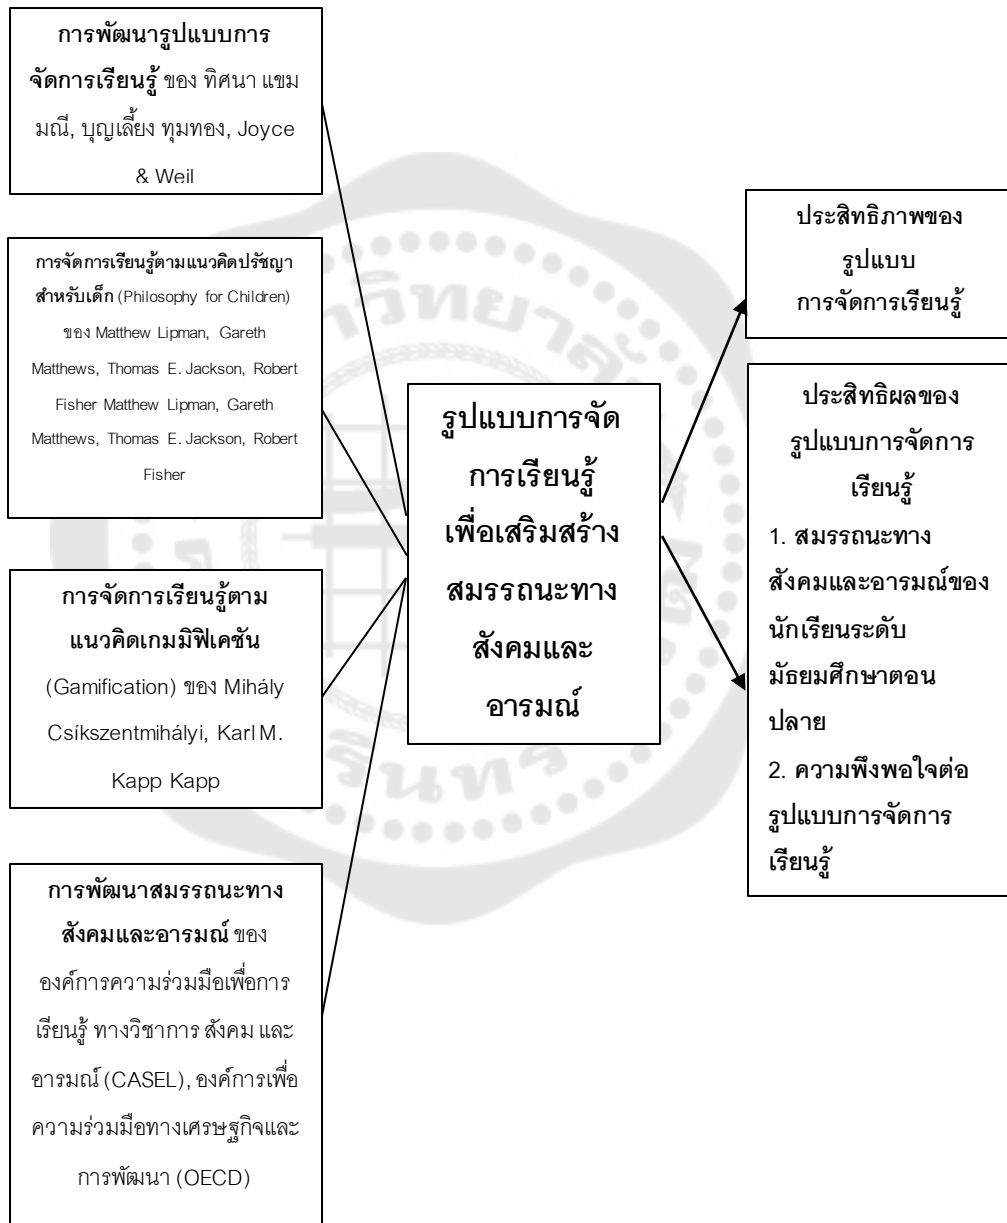 การพัฒนารูปแบบการ
จัดการเรียนรู้ ของ ทิศนา แขม
มณี, บุญเลี้ยง ทุมทอง, Joyce
& Weil
การจัดการเรียนรู้ตามแนวคิดปรัชญา
สำหรับเด็ก (Philosophy for Children)
ของ Matthew Lipman, Gareth
Matthews, Thomas E. Jackson, Robert
Fisher Matthew Lipman, Gareth
Matthews, Thomas E. Jackson, Robert
Fisher
การจัดการเรียนรู้ตาม
แนวคิดเกมมิฟิเคชัน
(Gamification) ของ Mihály
Csíkszentmihályi, Karl M.
Kapp Kapp
การพัฒนาสมรรถนะทาง
สังคมและอารมณ์ ของ
องค์การความร่วมมือเพื่อการ
เรียนรู้ ทางวิชาการ สังคม และ
อารมณ์ (CASEL), องค์การเพื่อ
ความร่วมมือทางเศรษฐกิจและ
การพัฒนา (OECD)
รูปแบบการจัด
การเรียนรู้
เพื่อเสริมสร้าง
สมรรถนะทาง
สังคมและ
อารมณ์
ประสิทธิภาพของ
รูปแบบ
การจัดการเรียนรู้
ประสิทธิผลของ
รูปแบบการจัดการ
เรียนรู้
1. สมรรถนะทาง
สังคมและอารมณ์ของ
นักเรียนระดับ
มัธยมศึกษาตอน
ปลาย
2. ความพึงพอใจต่อ
รูปแบบการจัดการ
เรียนรู้